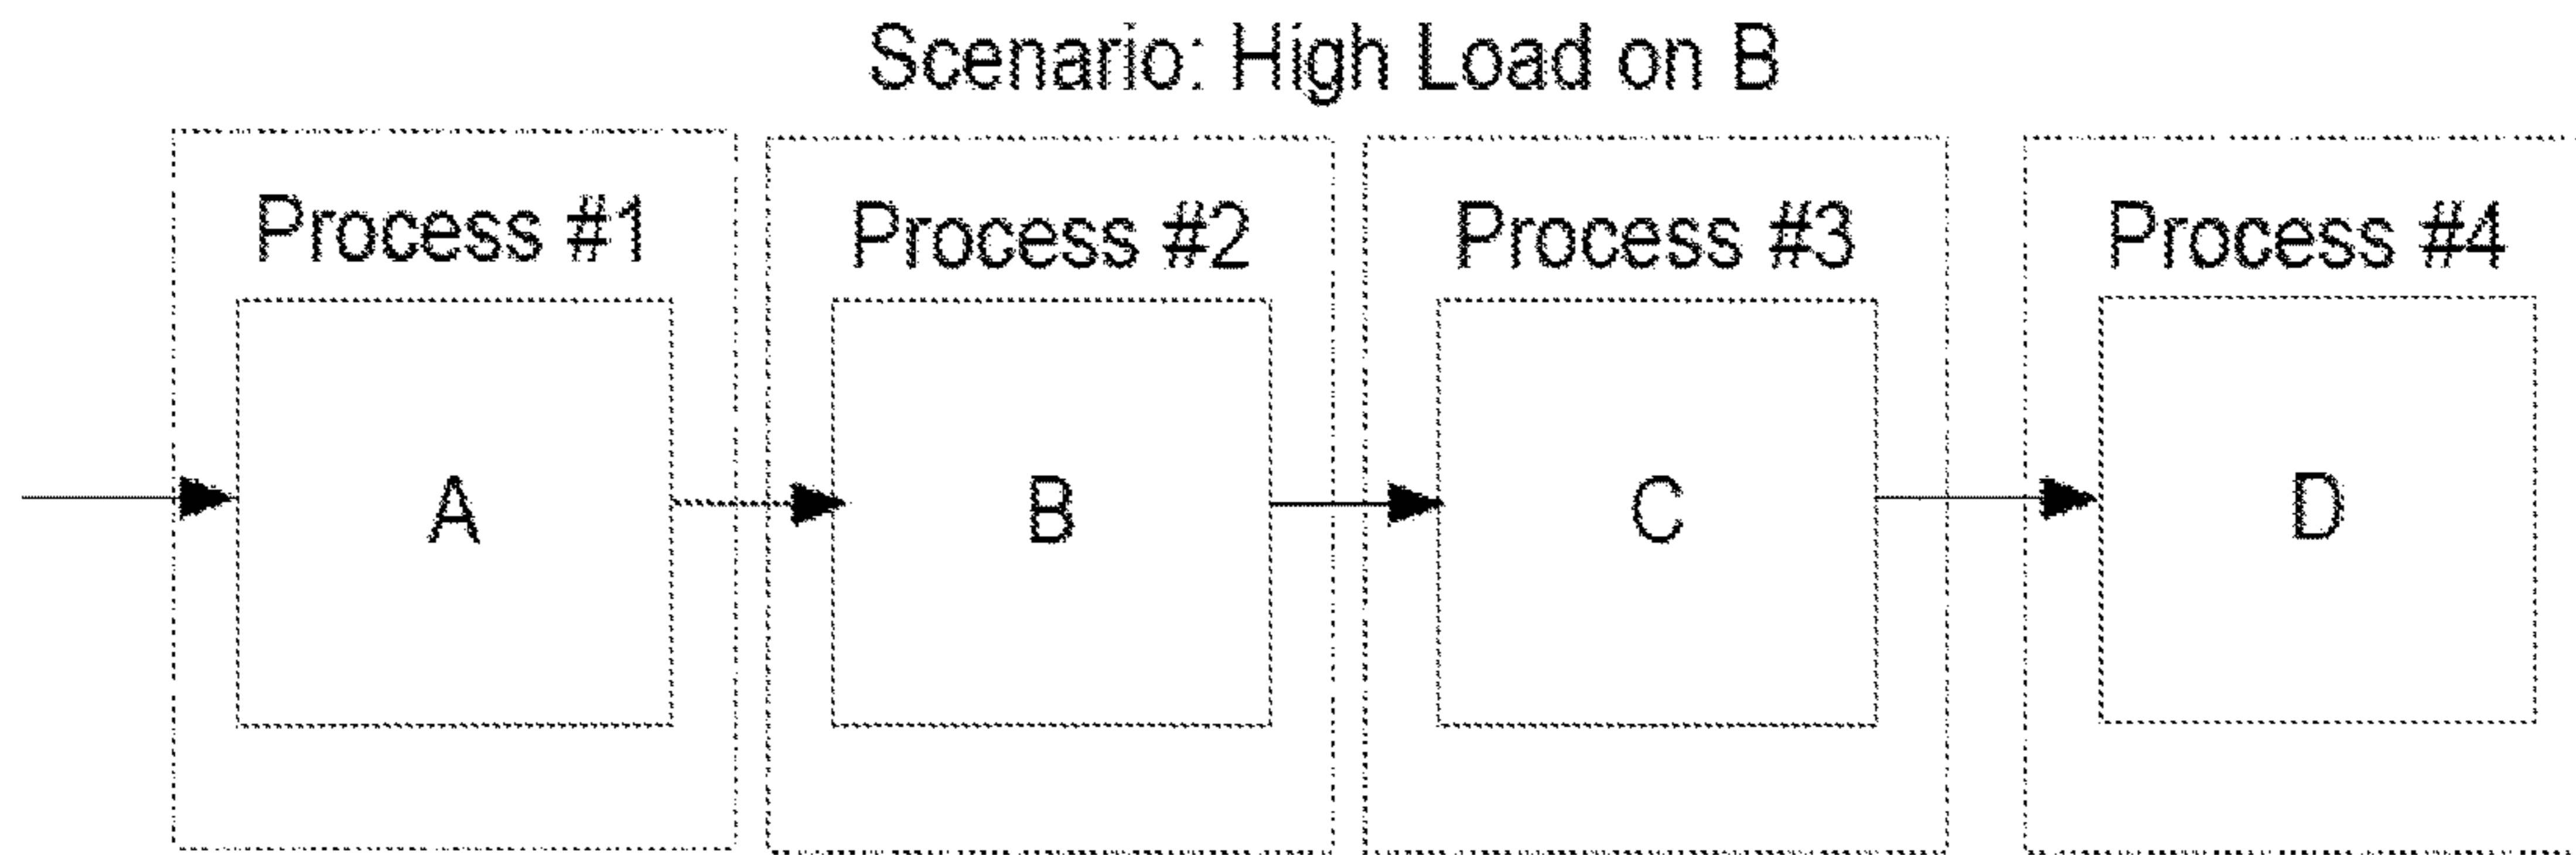 Scenario: High Load on B
Process #1 Process #2 Process #3 Process #4
A B C D